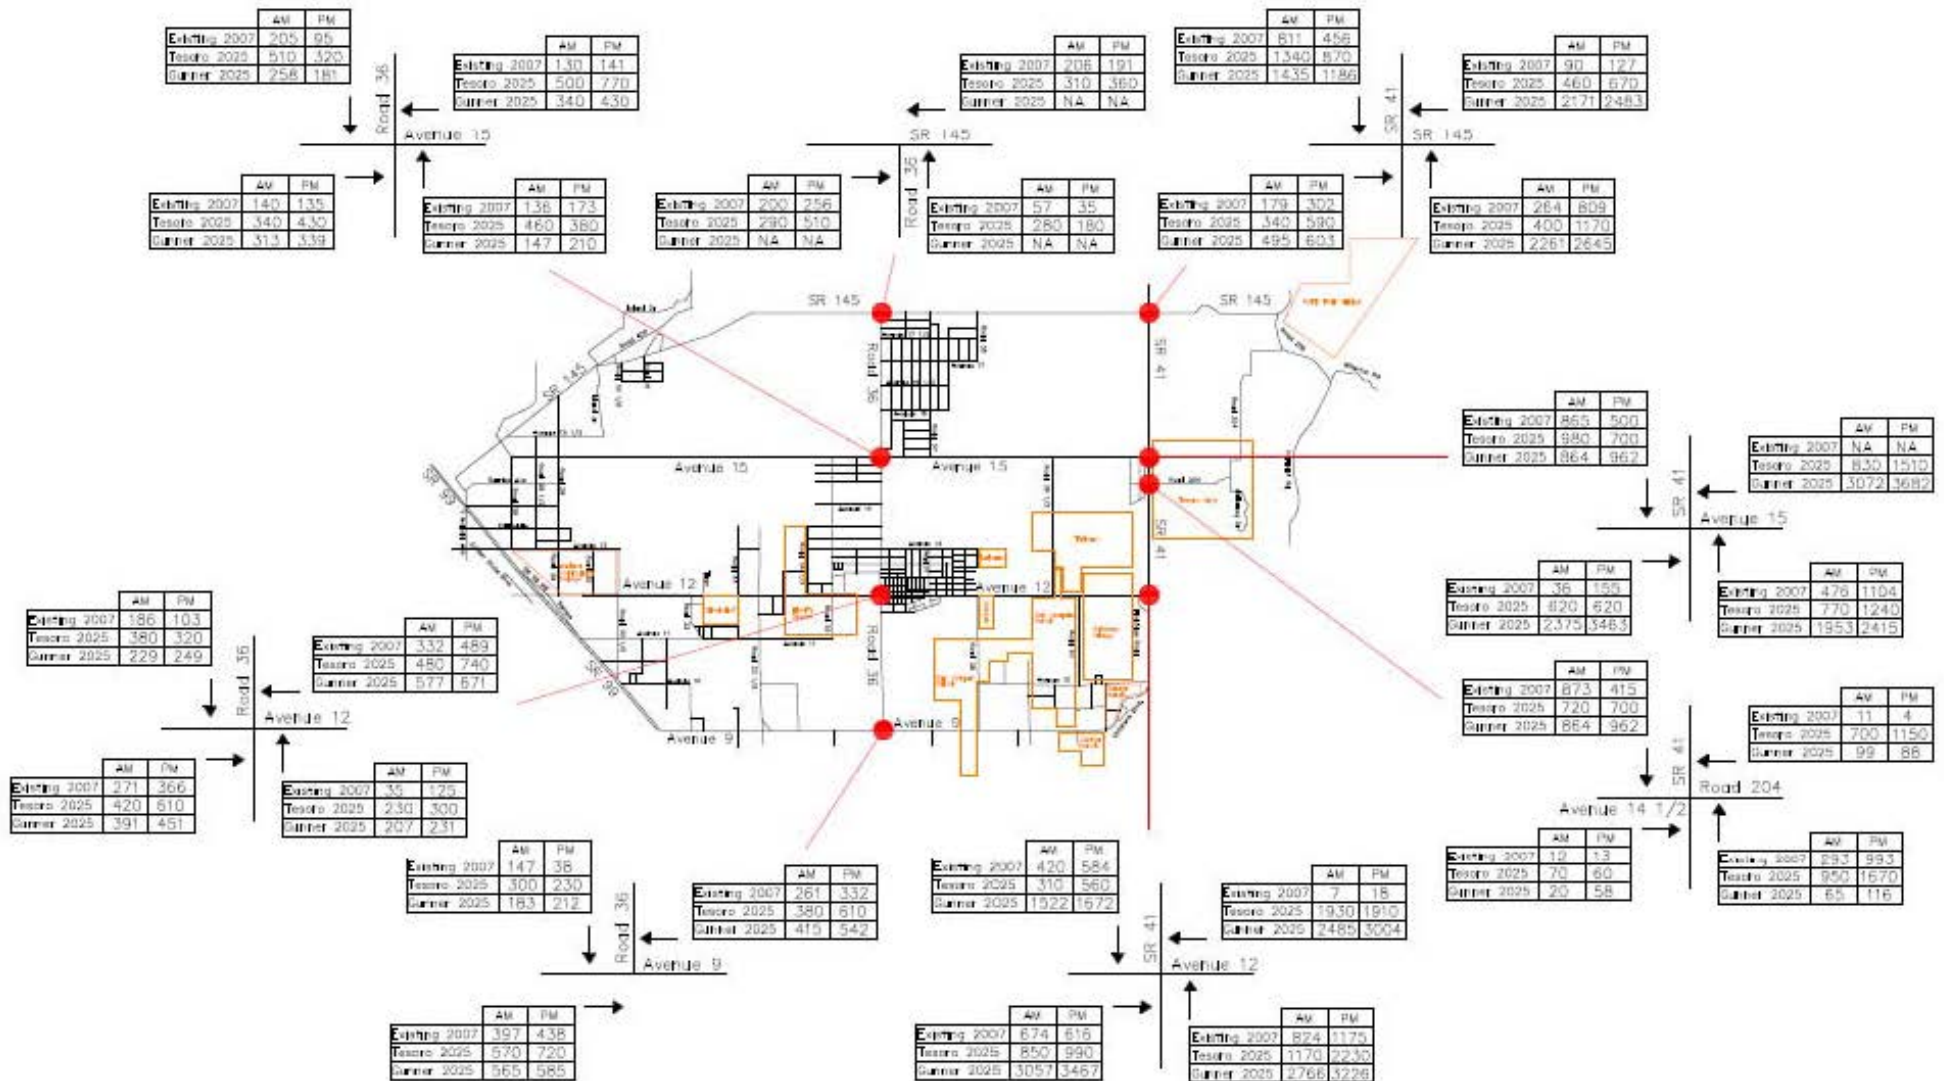 AM PM
Existing 2007 205 95
Tesoro 2025 510 320
Gunner 2025 258 181
AM PM
Existing 2007 130 141
Tesoro 2025 500 770
Gunner 2025 340 430
Road 36
Avenue 15
AM PM
Existing 2007 140 135
Tesoro 2025 340 430
Gunner 2025 313 339
AM PM
Existing 2007 138 173
Tesoro 2025 460 380
Gunner 2025 147 210
AM PM
Existing 2007 206 191
Tesoro 2025 310 360
Gunner 2025 NA NA
SR 145
Road 36
AM PM
Existing 2007 200 256
Tesoro 2025 290 510
Gunner 2025 NA NA
AM PM
Existing 2007 57 35
Tesoro 2025 280 180
Gunner 2025 NA NA
AM PM
Existing 2007 811 456
Tesoro 2025 1340 870
Gunner 2025 1435 1186
AM PM
Existing 2007 90 127
Tesoro 2025 460 670
Gunner 2025 2171 2483
SR 41
SR 145
AM PM
Existing 2007 179 302
Tesoro 2025 340 590
Gunner 2025 495 603
AM PM
Existing 2007 264 809
Tesoro 2025 400 1170
Gunner 2025 2261 2645
SR 145
SR 145
SR 145
Road 36
SR 41
Avenue 15
Avenue 15
SR 99
SR 41
Avenue 12
Avenue 12
Road 36
SR 99
Avenue 9
Avenue 9
AM PM
Existing 2007 865 500
Tesoro 2025 980 700
Gunner 2025 864 962
AM PM
Existing 2007 NA NA
Tesoro 2025 830 1510
Gunner 2025 3072 3682
SR 41
Avenue 15
AM PM
Existing 2007 36 155
Tesoro 2025 620 620
Gunner 2025 2375 3463
AM PM
Existing 2007 476 1104
Tesoro 2025 770 1240
Gunner 2025 1953 2415
AM PM
Existing 2007 186 103
Tesoro 2025 380 320
Gunner 2025 229 249
AM PM
Existing 2007 332 489
Tesoro 2025 480 740
Gunner 2025 577 671
Road 36
Avenue 12
AM PM
Existing 2007 271 366
Tesoro 2025 420 610
Gunner 2025 391 451
AM PM
Existing 2007 35 125
Tesoro 2025 230 300
Gunner 2025 207 231
AM PM
Existing 2007 873 415
Tesoro 2025 720 700
Gunner 2025 864 962
AM PM
Existing 2007 11 4
Tesoro 2025 700 1150
Gunner 2025 99 88
SR 41
Road 204
Avenue 14 1/2
AM PM
Existing 2007 12 13
Tesoro 2025 70 60
Gunner 2025 20 58
AM PM
Existing 2007 293 993
Tesoro 2025 950 1670
Gunner 2025 65 116
AM PM
Existing 2007 147 38
Tesoro 2025 300 230
Gunner 2025 183 212
AM PM
Existing 2007 261 332
Tesoro 2025 380 610
Gunner 2025 415 542
Road 36
Avenue 9
AM PM
Existing 2007 397 438
Tesoro 2025 570 720
Gunner 2025 565 585
AM PM
Existing 2007 420 584
Tesoro 2025 310 560
Gunner 2025 1522 1672
AM PM
Existing 2007 7 18
Tesoro 2025 1930 1910
Gunner 2025 2485 3004
SR 41
Avenue 12
AM PM
Existing 2007 674 616
Tesoro 2025 850 990
Gunner 2025 3057 3467
AM PM
Existing 2007 824 1175
Tesoro 2025 1170 2230
Gunner 2025 2766 3226